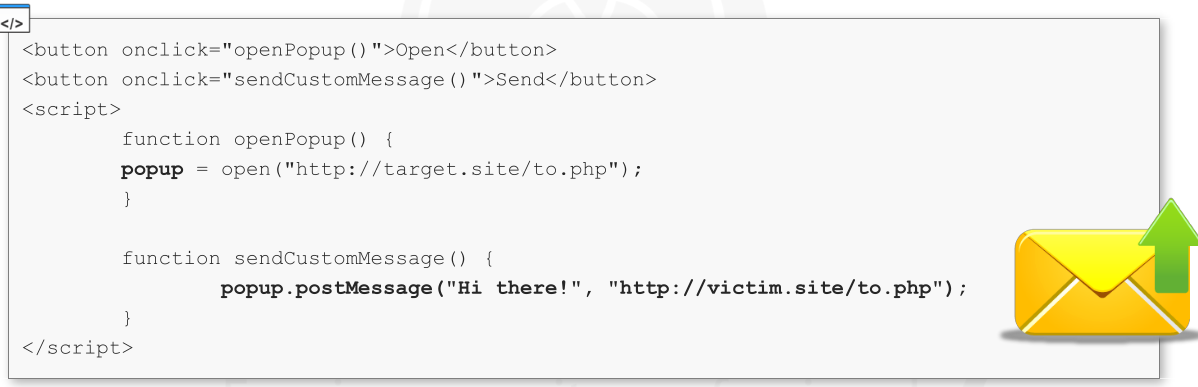 </>
<button onclick="openPopup()">Open</button>
<button onclick="sendCustomMessage()">Send</button>
<script>
function openPopup() {
popup = open("http://target.site/to.php");
}
function sendCustomMessage() {
popup.postMessage("Hi there!", "http://victim.site/to.php");
}
</script>